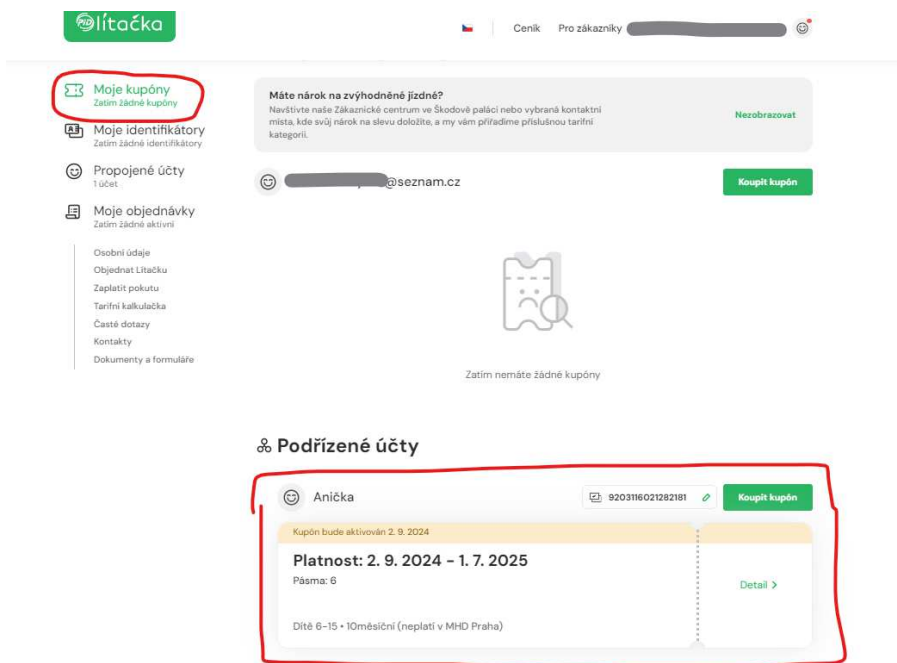 PID lítačka
Ceník Pro zákazníky
Moje kupóny
Zatím žádné kupóny
Moje identifikátory
Zatím žádné identifikátory
Propojené účty
1 účet
Moje objednávky
Zatím žádné aktivní
Osobní údaje
Objednat Lítačku
Zaplatit pokutu
Tarifní kalkulačka
Časté dotazy
Kontakty
Dokumenty a formuláře
Máte nárok na zvýhodněné jízdné?
Navštivte naše Zákaznické centrum ve Škodově paláci nebo vybraná kontaktní
místa, kde svůj nárok na slevu doložíte, a my vám přiřadíme příslušnou tarifní
kategorii.
Nezobrazovat
@seznam.cz
Koupit kupón
Zatím nemáte žádné kupóny
Podřízené účty
Anička
9203116021282181
Koupit kupón
Kupón bude aktivován 2. 9. 2024
Platnost: 2. 9. 2024 - 1. 7. 2025
Pásma: 6
Detail >
Dítě 6-15 • 10měsíční (neplatí v MHD Praha)